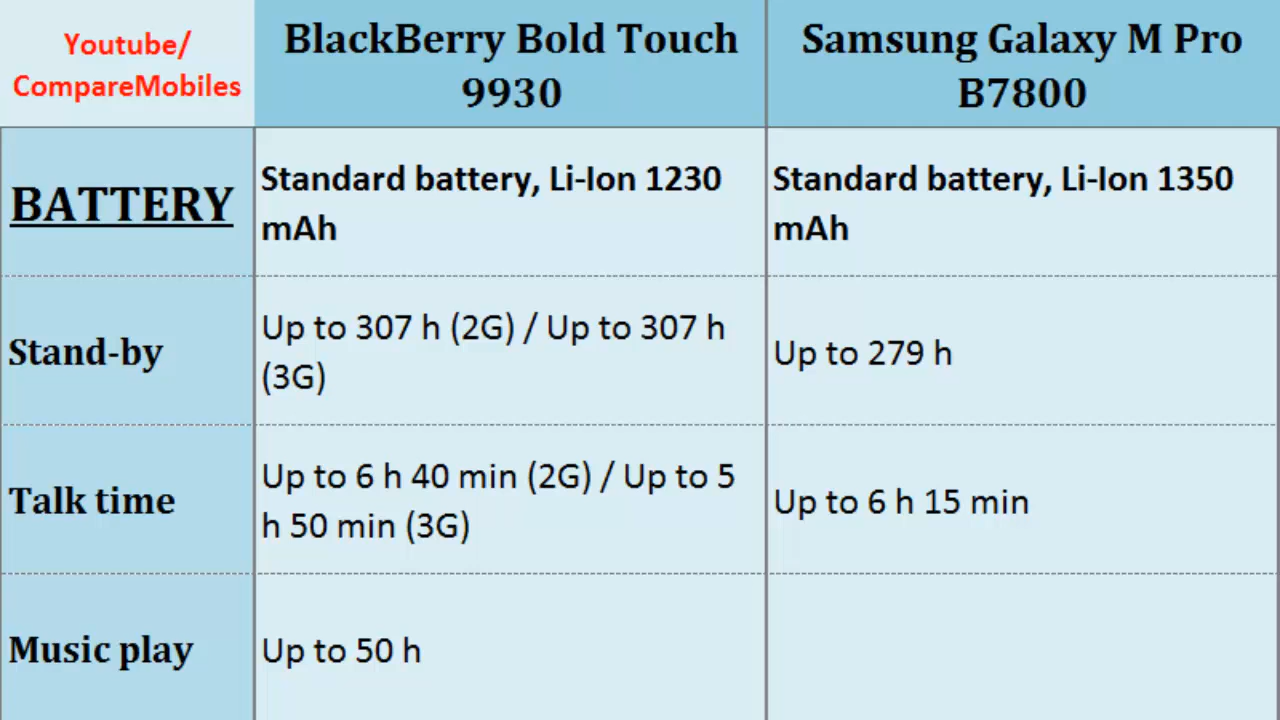 Youtube/
CompareMobiles
BlackBerry Bold Touch
9930
Samsung Galaxy M Pro
B7800
BATTERY
Standard battery, Li-Ion 1230
mAh
Standard battery, Li-Ion 1350
mAh
Stand-by
Up to 307 h (2G) / Up to 307 h
(3G)
Up to 279 h
Talk time
Up to 6 h 40 min (2G) / Up to 5
h 50 min (3G)
Up to 6 h 15 min
Music play
Up to 50 h